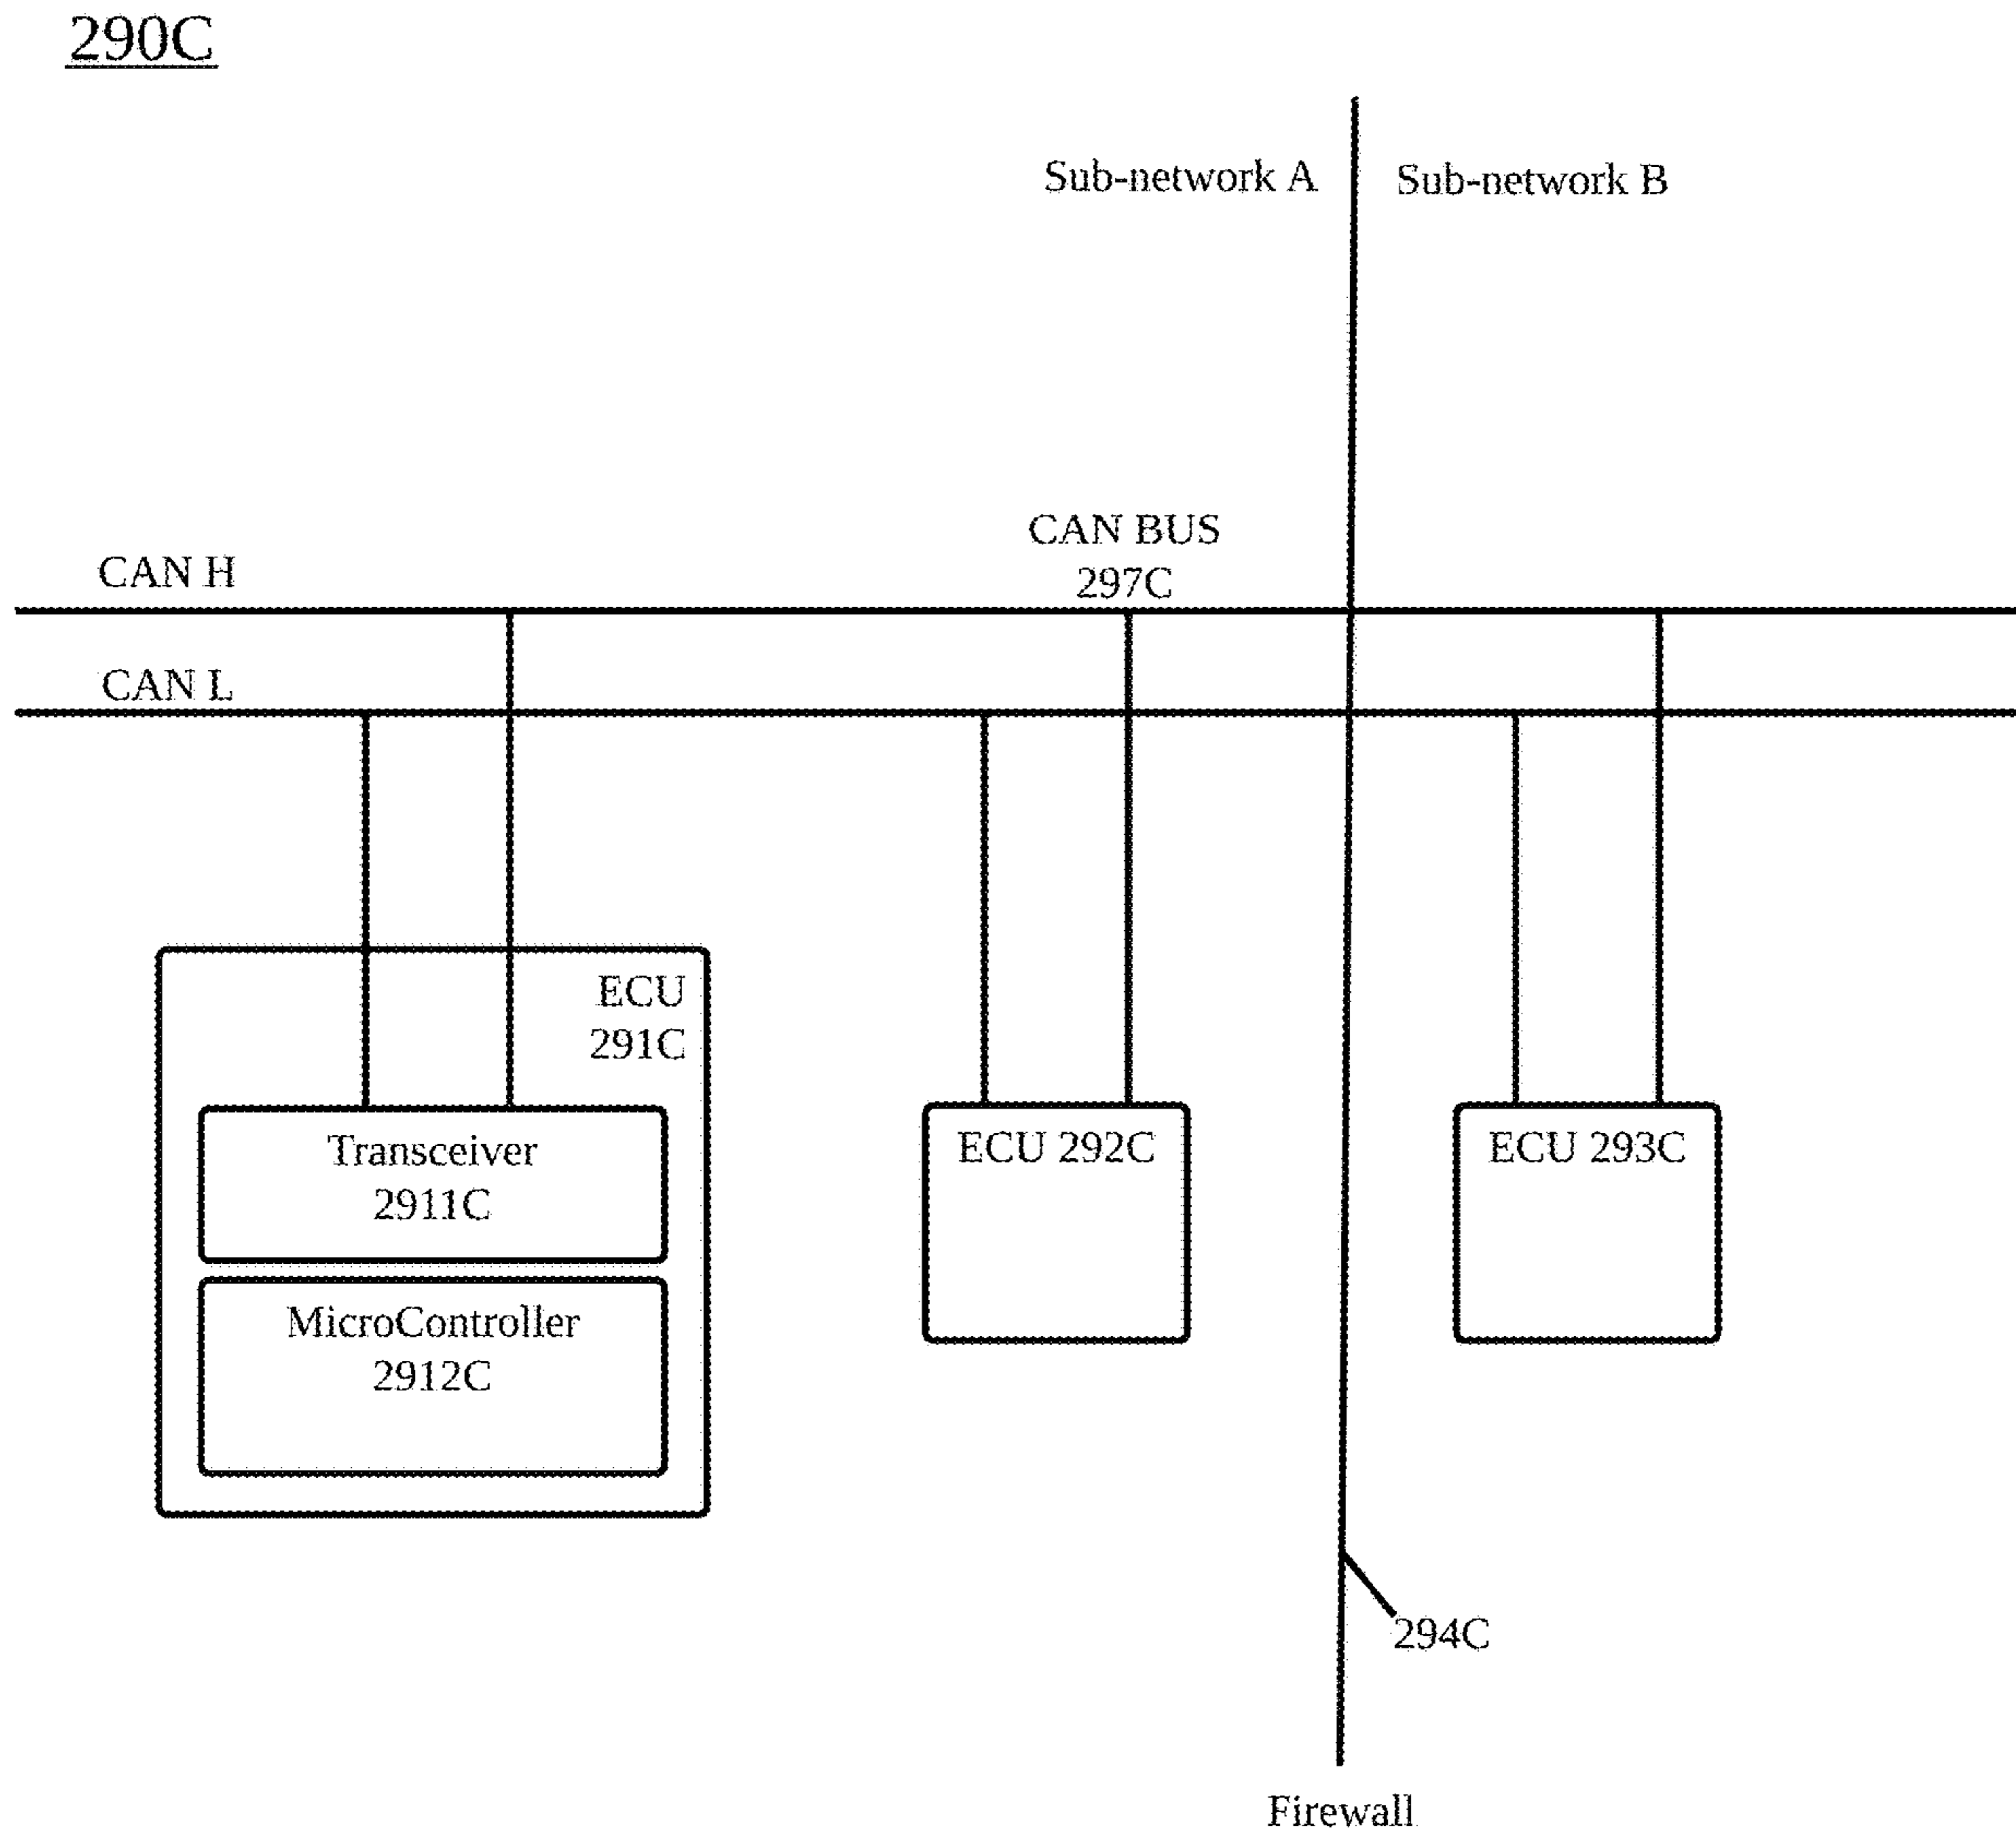 290C
Sub-network A
Sub-network B
CAN BUS
297C
CAN H
CAN L
ECU
291C
Transceiver
2911C
MicroController
2912C
ECU 292C
ECU 293C
294C
Firewall